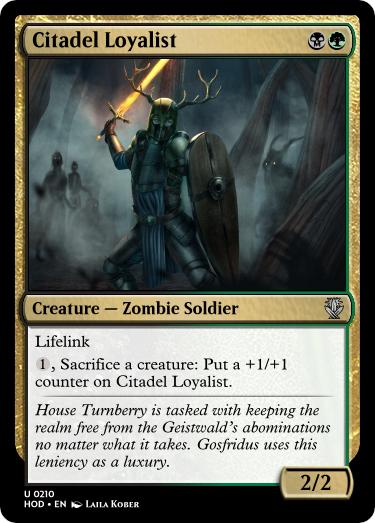 Citadel Loyalist
Creature — Zombie Soldier
Lifelink
1, Sacrifice a creature: Put a +1/+1
counter on Citadel Loyalist.
House Turnberry is tasked with keeping the
realm free from the Geistwald's abominations
no matter what it takes. Gosfridus uses this
leniency as a luxury.
2/2
U 0210
HOD • EN Laila Kober